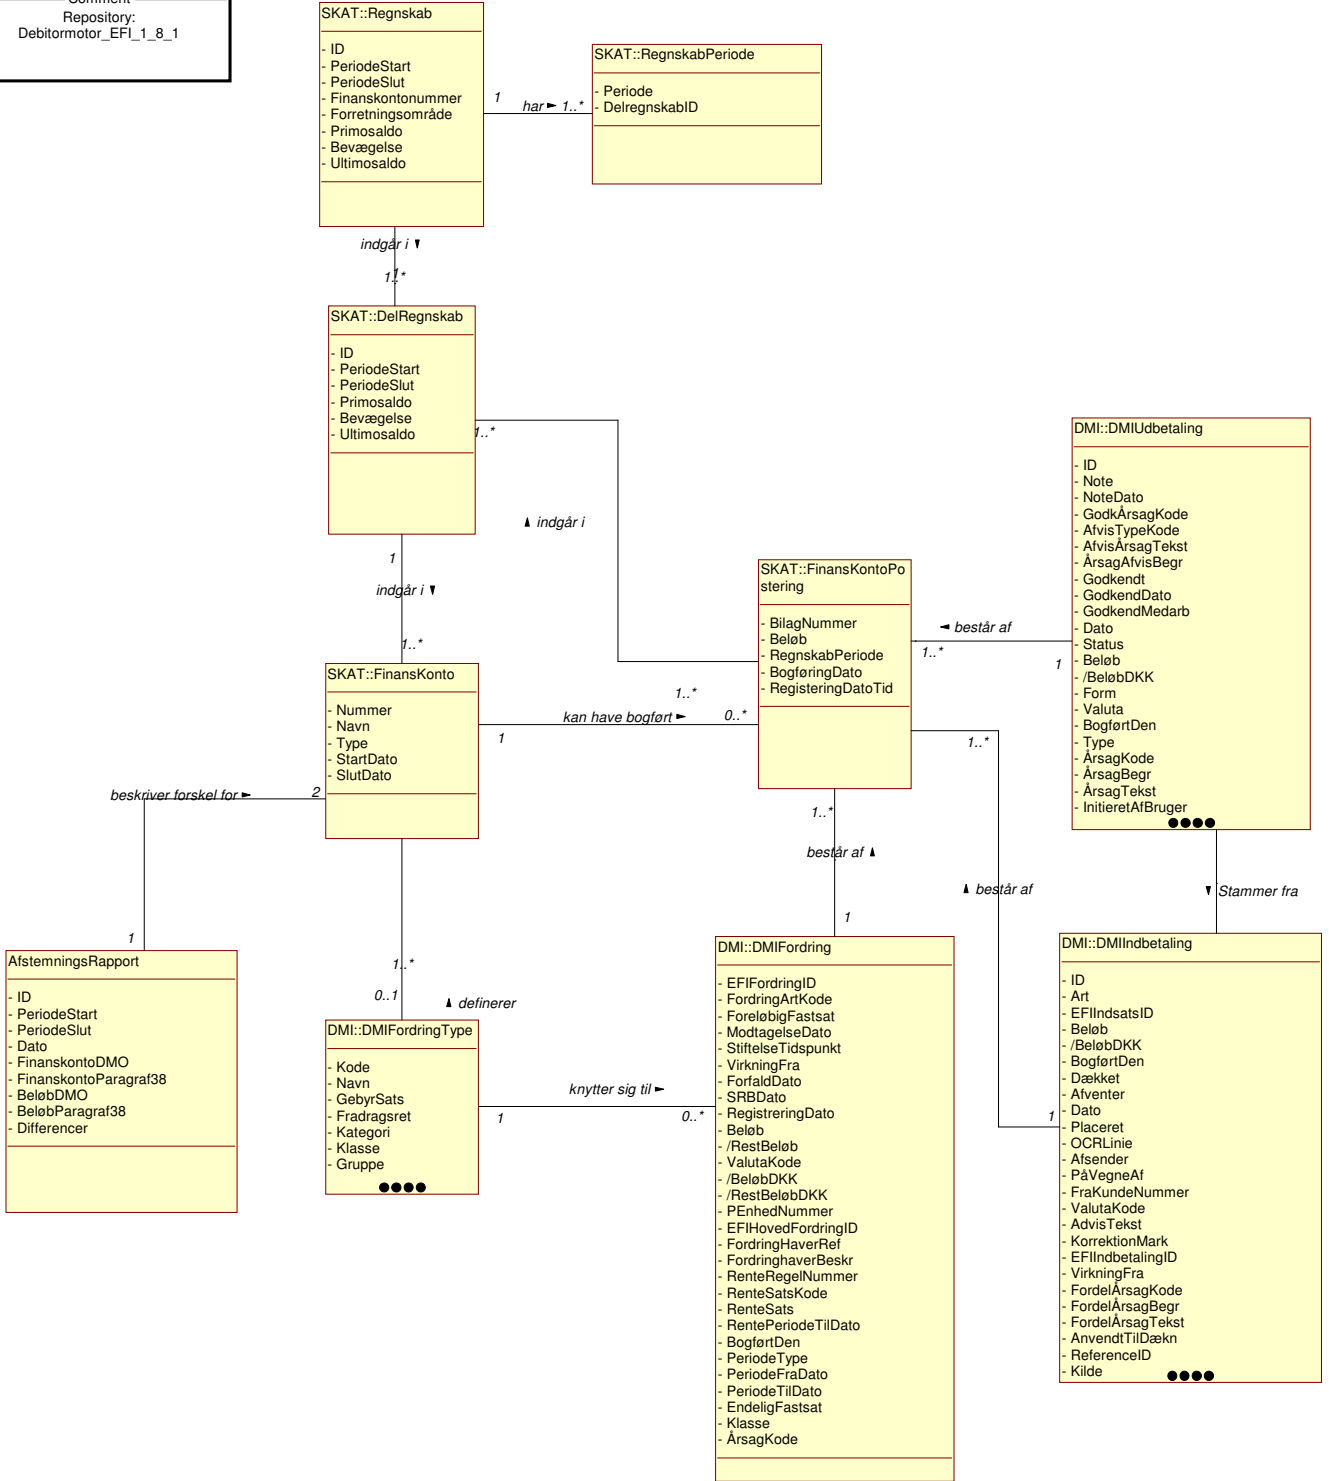 Comment
Repository:
Debitormotor_EFI_1_8_1
SKAT::Regnskab
- ID
- PeriodeStart
- PeriodeSlut
- Finanskontonummer
- Forretningsområde
- Primosaldo
- Bevægelse
- Ultimosaldo
1
har ► 1..*
SKAT::RegnskabPeriode
- Periode
- DelregnskabID
indgår i ▼
1
1..*
SKAT::DelRegnskab
- ID
- PeriodeStart
- PeriodeSlut
- Primosaldo
- Bevægelse
- Ultimosaldo
1..*
▲ indgår i
1
indgår i ▼
1..*
SKAT::FinansKonto
- Nummer
- Navn
- Type
- StartDato
- SlutDato
1
kan have bogført ►
1..*
0..*
SKAT::FinansKontoPo
stering
- BilagNummer
- Beløb
- RegnskabPeriode
- BogføringDato
- RegisteringDatoTid
◄ består af
1..*
1
DMI::DMIUdbetaling
- ID
- Note
- NoteDato
- GodkÅrsagKode
- AfvisTypeKode
- AfvisÅrsagTekst
- ÅrsagAfvisBegr
- Godkendt
- GodkendDato
- GodkendMedarb
- Dato
- Status
- Beløb
- /BeløbDKK
- Form
- Valuta
- BogførtDen
- Type
- ÅrsagKode
- ÅrsagBegr
- ÅrsagTekst
- InitieretAfBruger
beskriver forskel for ►
2
1
AfstemningsRapport
- ID
- PeriodeStart
- PeriodeSlut
- Dato
- FinanskontoDMO
- FinanskontoParagraf38
- BeløbDMO
- BeløbParagraf38
- Differencer
1..*
0..1
▲ definerer
DMI::DMIFordringType
- Kode
- Navn
- GebyrSats
- Fradragsret
- Kategori
- Klasse
- Gruppe
knytter sig til ►
1
0..*
1..*
består af ▲
1
DMI::DMIFordring
- EFIFordringID
- FordringArtKode
- ForeløbigFastsat
- ModtagelseDato
- StiftelseTidspunkt
- VirkningFra
- ForfaldDato
- SRBDato
- RegistreringDato
- Beløb
- /RestBeløb
- ValutaKode
- /BeløbDKK
- /RestBeløbDKK
- PEnhedNummer
- EFIHovedFordringID
- FordringHaverRef
- FordringhaverBeskr
- RenteRegelNummer
- RenteSatsKode
- RenteSats
- RentePeriodeTilDato
- BogførtDen
- PeriodeType
- PeriodeFraDato
- PeriodeTilDato
- EndeligFastsat
- Klasse
- ÅrsagKode
1..*
▲ består af
1
▼ Stammer fra
DMI::DMIIndbetaling
- ID
- Art
- EFIIndsatsID
- Beløb
- /BeløbDKK
- BogførtDen
- Dækket
- Afventer
- Dato
- Placeret
- OCRLinie
- Afsender
- PåVegneAf
- FraKundeNummer
- ValutaKode
- AdvisTekst
- KorrektionMark
- EFIIndbetalingID
- VirkningFra
- FordelÅrsagKode
- FordelÅrsagBegr
- FordelÅrsagTekst
- AnvendtTilDækn
- ReferenceID
- Kilde